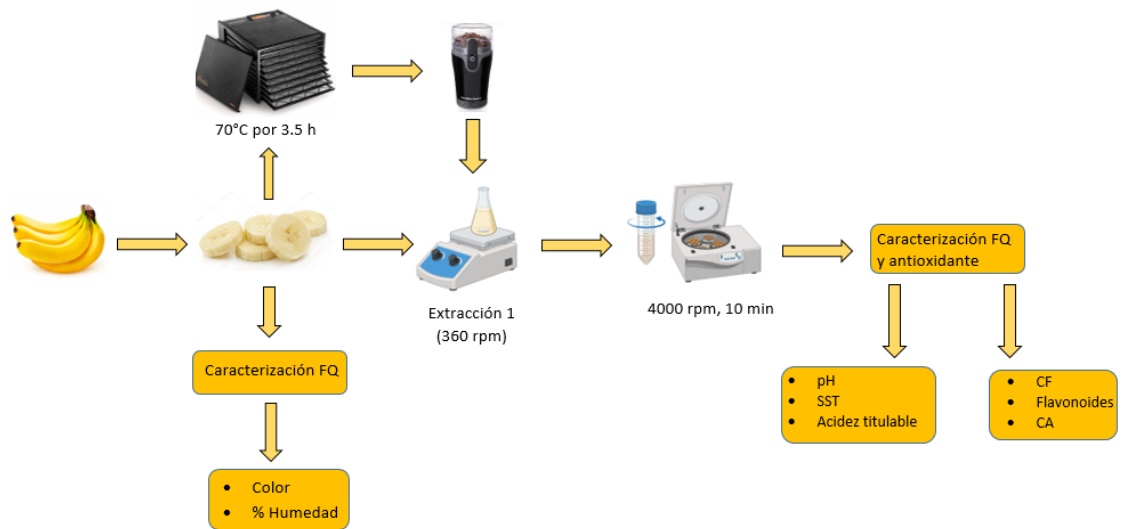 70°C por 3.5 h
Extracción 1
(360 rpm)
4000 rpm, 10 min
Caracterización FQ
y antioxidante
Caracterización FQ
• pH
• SST
• Acidez titulable
• CF
• Flavonoides
• CA
• Color
• % Humedad